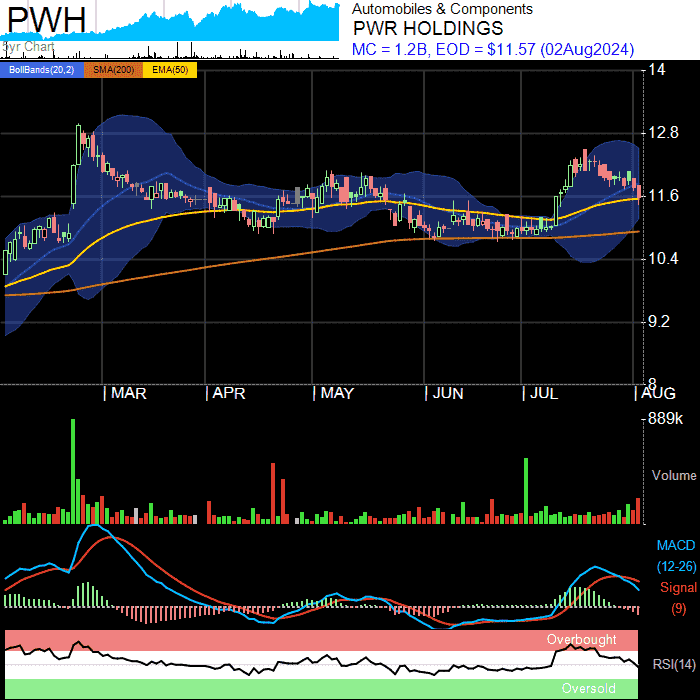 PWH
5yr Chart
Automobiles & Components
PWR HOLDINGS
MC = 1.2B, EOD = $11.57 (02Aug2024)
BollBands(20,2) SMA(200) EMA(50)
14
12.8
11.6
10.4
9.2
8
MAR APR MAY JUN JUL AUG
889k
Volume
MACD
(12-26)
Signal
(9)
Overbought
RSI(14)
Oversold